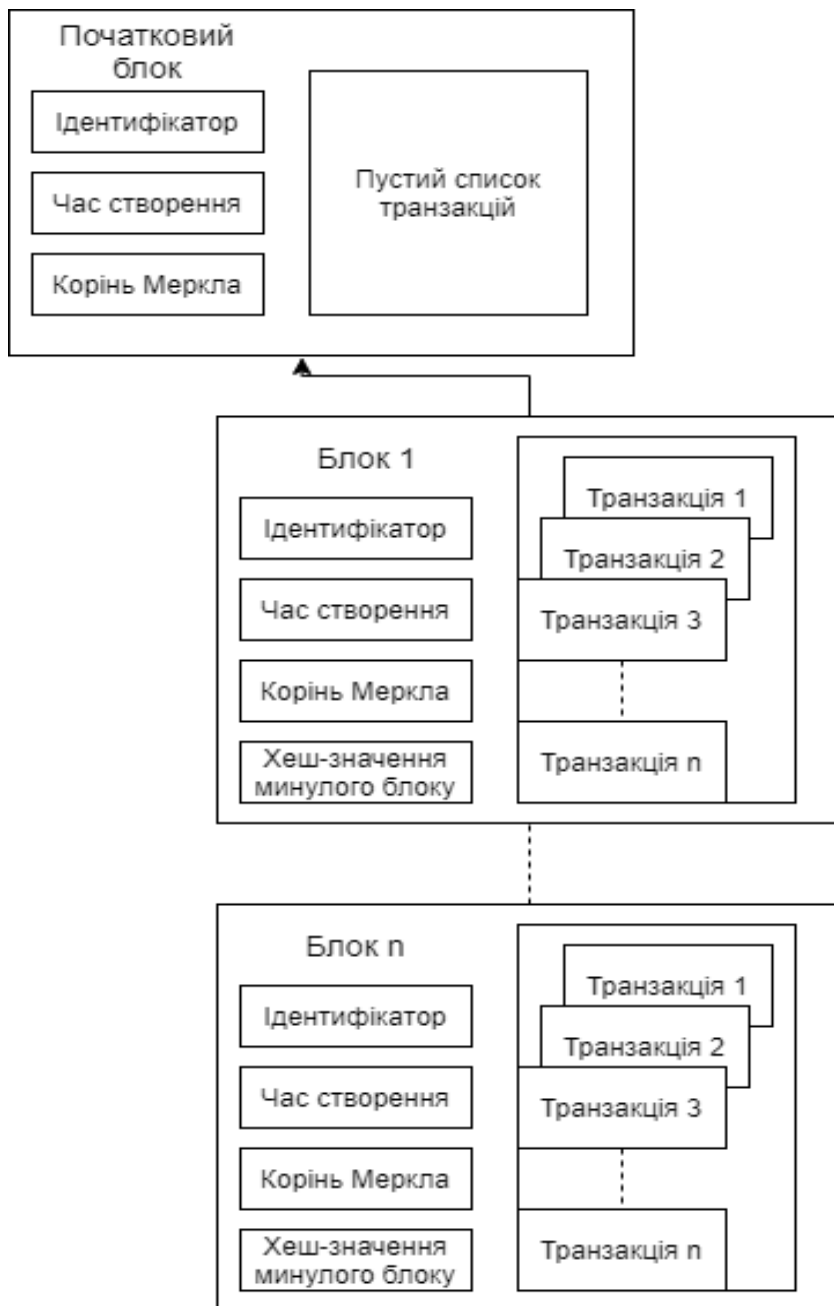 Початковий
блок
Ідентифікатор
Час створення
Корінь Меркла
Пустий список
транзакцій
Блок 1
Ідентифікатор
Час створення
Корінь Меркла
Хеш-значення
минулого блоку
Транзакція 1
Транзакція 2
Транзакція 3
Транзакція n
Блок n
Ідентифікатор
Час створення
Корінь Меркла
Хеш-значення
минулого блоку
Транзакція 1
Транзакція 2
Транзакція 3
Транзакція n